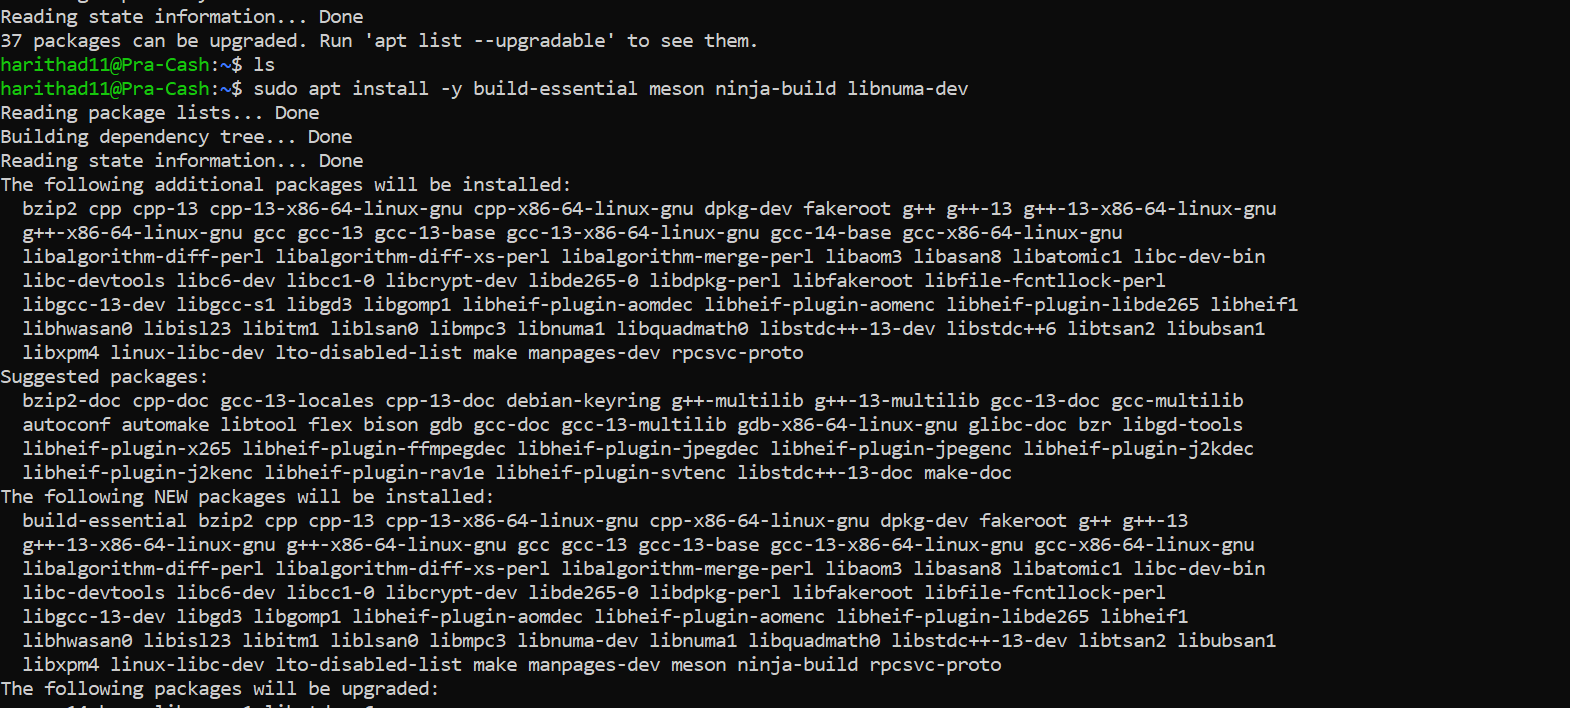 Reading state information... Done
37 packages can be upgraded. Run 'apt list --upgradable' to see them.
harithad11@Pra-Cash:~$ ls
harithad11@Pra-Cash:~$ sudo apt install -y build-essential meson ninja-build libnuma-dev
Reading package lists... Done
Building dependency tree... Done
Reading state information... Done
The following additional packages will be installed:
  bzip2 cpp cpp-13 cpp-13-x86-64-linux-gnu cpp-x86-64-linux-gnu dpkg-dev fakeroot g++ g++-13 g++-13-x86-64-linux-gnu
  g++-x86-64-linux-gnu gcc gcc-13 gcc-13-base gcc-13-x86-64-linux-gnu gcc-14-base gcc-x86-64-linux-gnu
  libalgorithm-diff-perl libalgorithm-diff-xs-perl libalgorithm-merge-perl libaom3 libasan8 libatomic1 libc-dev-bin
  libc-devtools libc6-dev libcc1-0 libcrypt-dev libde265-0 libdpkg-perl libfakeroot libfile-fcntllock-perl
  libgcc-13-dev libgcc-s1 libgd3 libgomp1 libheif-plugin-aomdec libheif-plugin-aomenc libheif-plugin-libde265 libheif1
  libhwasan0 libisl23 libitm1 liblsan0 libmpc3 libnuma1 libquadmath0 libstdc++-13-dev libstdc++6 libtsan2 libubsan1
  libxpm4 linux-libc-dev lto-disabled-list make manpages-dev rpcsvc-proto
Suggested packages:
  bzip2-doc cpp-doc gcc-13-locales cpp-13-doc debian-keyring g++-multilib g++-13-multilib gcc-13-doc gcc-multilib
  autoconf automake libtool flex bison gdb gcc-doc gcc-13-multilib gdb-x86-64-linux-gnu glibc-doc bzr libgd-tools
  libheif-plugin-x265 libheif-plugin-ffmpegdec libheif-plugin-jpegdec libheif-plugin-jpegenc libheif-plugin-j2kdec
  libheif-plugin-j2kenc libheif-plugin-rav1e libheif-plugin-svtenc libstdc++-13-doc make-doc
The following NEW packages will be installed:
  build-essential bzip2 cpp cpp-13 cpp-13-x86-64-linux-gnu cpp-x86-64-linux-gnu dpkg-dev fakeroot g++ g++-13
  g++-13-x86-64-linux-gnu g++-x86-64-linux-gnu gcc gcc-13 gcc-13-base gcc-13-x86-64-linux-gnu gcc-x86-64-linux-gnu
  libalgorithm-diff-perl libalgorithm-diff-xs-perl libalgorithm-merge-perl libaom3 libasan8 libatomic1 libc-dev-bin
  libc-devtools libc6-dev libcc1-0 libcrypt-dev libde265-0 libdpkg-perl libfakeroot libfile-fcntllock-perl
  libgcc-13-dev libgd3 libgomp1 libheif-plugin-aomdec libheif-plugin-aomenc libheif-plugin-libde265 libheif1
  libhwasan0 libisl23 libitm1 liblsan0 libmpc3 libnuma-dev libnuma1 libquadmath0 libstdc++-13-dev libtsan2 libubsan1
  libxpm4 linux-libc-dev lto-disabled-list make manpages-dev meson ninja-build rpcsvc-proto
The following packages will be upgraded: